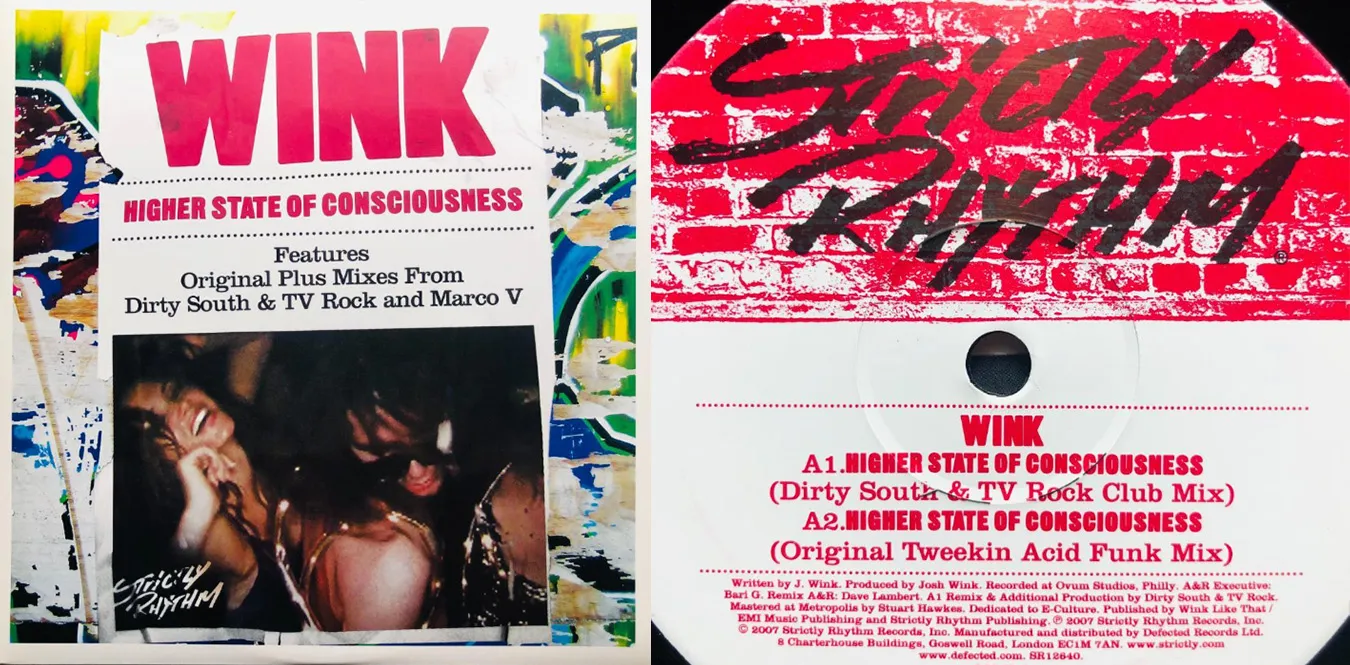 WINK
HIGHER STATE OF CONSCIOUSNESS
Features
Original Plus Mixes From
Dirty South & TV Rock and Marco V
STRICTLY
RHYTHM
STRICTLY
RHYTHM
®
WINK
A1.HIGHER STATE OF CONSCIOUSNESS
(Dirty South & TV Rock Club Mix)
A2.HIGHER STATE OF CONSCIOUSNESS
(Original Tweekin Acid Funk Mix)
Written by J. Wink. Produced by Josh Wink. Recorded at Ovum Studios, Philly. A&R Executive:
Bari G. Remix A&R: Dave Lambert. A1 Remix & Additional Production by Dirty South & TV Rock.
Mastered at Metropolis by Stuart Hawkes. Dedicated to E-Culture. Published by Wink Like That /
EMI Music Publishing and Strictly Rhythm Publishing. ℗ 2007 Strictly Rhythm Records, Inc.
© 2007 Strictly Rhythm Records, Inc. Manufactured and distributed by Defected Records Ltd.
8 Charterhouse Buildings, Goswell Road, London EC1M 7AN. www.strictly.com
www.defected.com. SR12640.